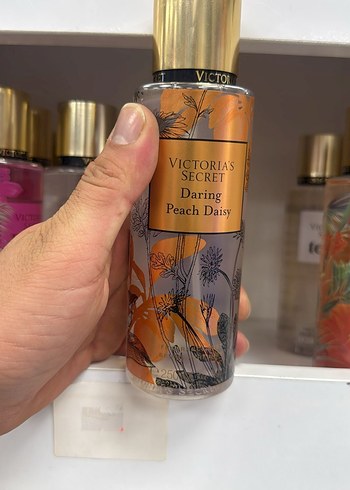 VICTOR
VICTORIA'S
SECRET
Daring
Peach Daisy